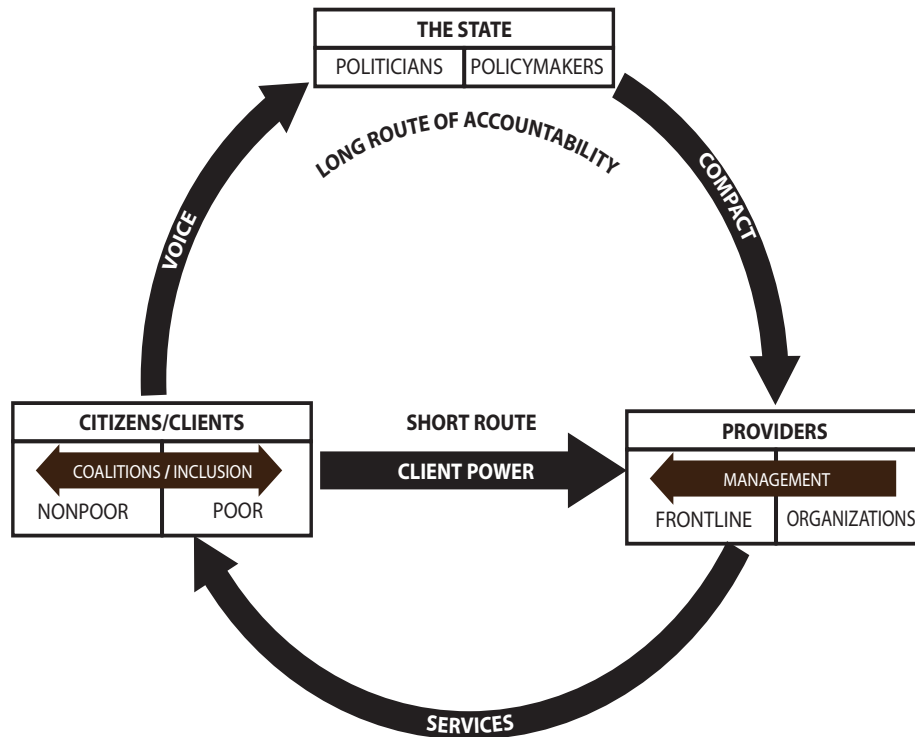 THE STATE
POLITICIANS
POLICYMAKERS
LONG ROUTE OF ACCOUNTABILITY
VOICE
COMPACT
CITIZENS/CLIENTS
COALITIONS / INCLUSION
NONPOOR
POOR
SHORT ROUTE
CLIENT POWER
PROVIDERS
MANAGEMENT
FRONTLINE
ORGANIZATIONS
SERVICES